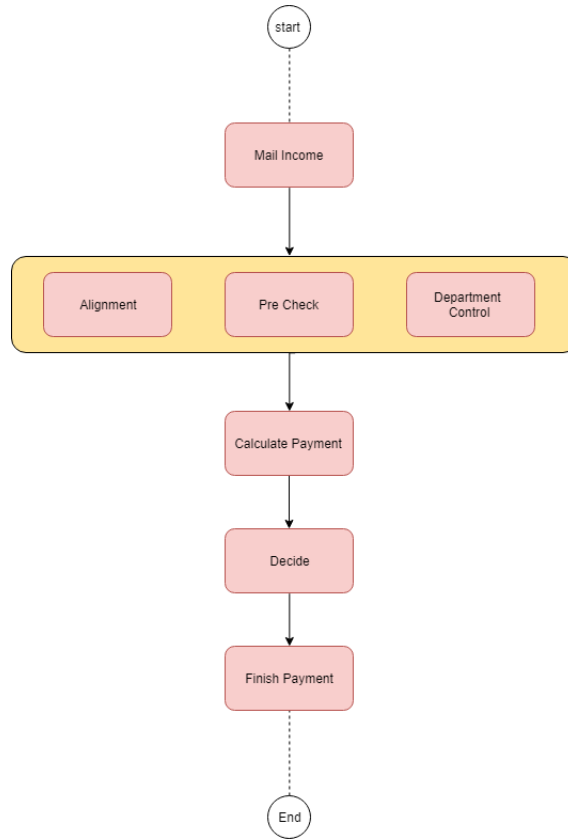 start
Mail Income
Alignment
Pre Check
Department
Control
Calculate Payment
Decide
Finish Payment
End